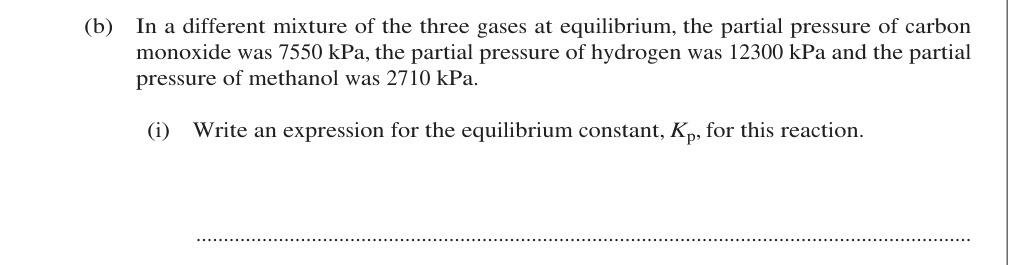 (b) In a different mixture of the three gases at equilibrium, the partial pressure of carbon
monoxide was 7550 kPa, the partial pressure of hydrogen was 12300 kPa and the partial
pressure of methanol was 2710 kPa.
(i) Write an expression for the equilibrium constant, Kp, for this reaction.